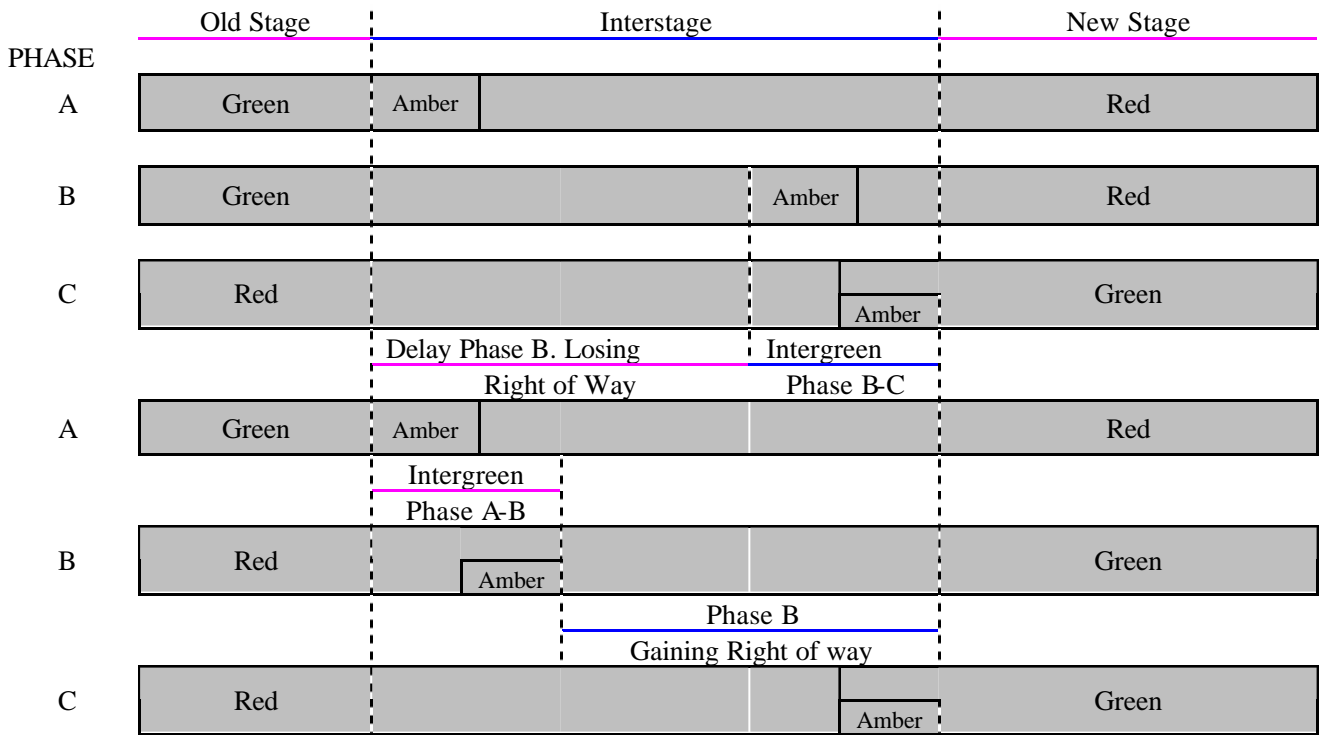 Old Stage Interstage New Stage
PHASE
A Green Amber Red
B Green Amber Red
C Red Amber Green
Delay Phase B. Losing Intergreen
Right of Way Phase B-C
A Green Amber Red
Intergreen
Phase A-B
B Red Amber Green
Phase B
Gaining Right of way
C Red Amber Green